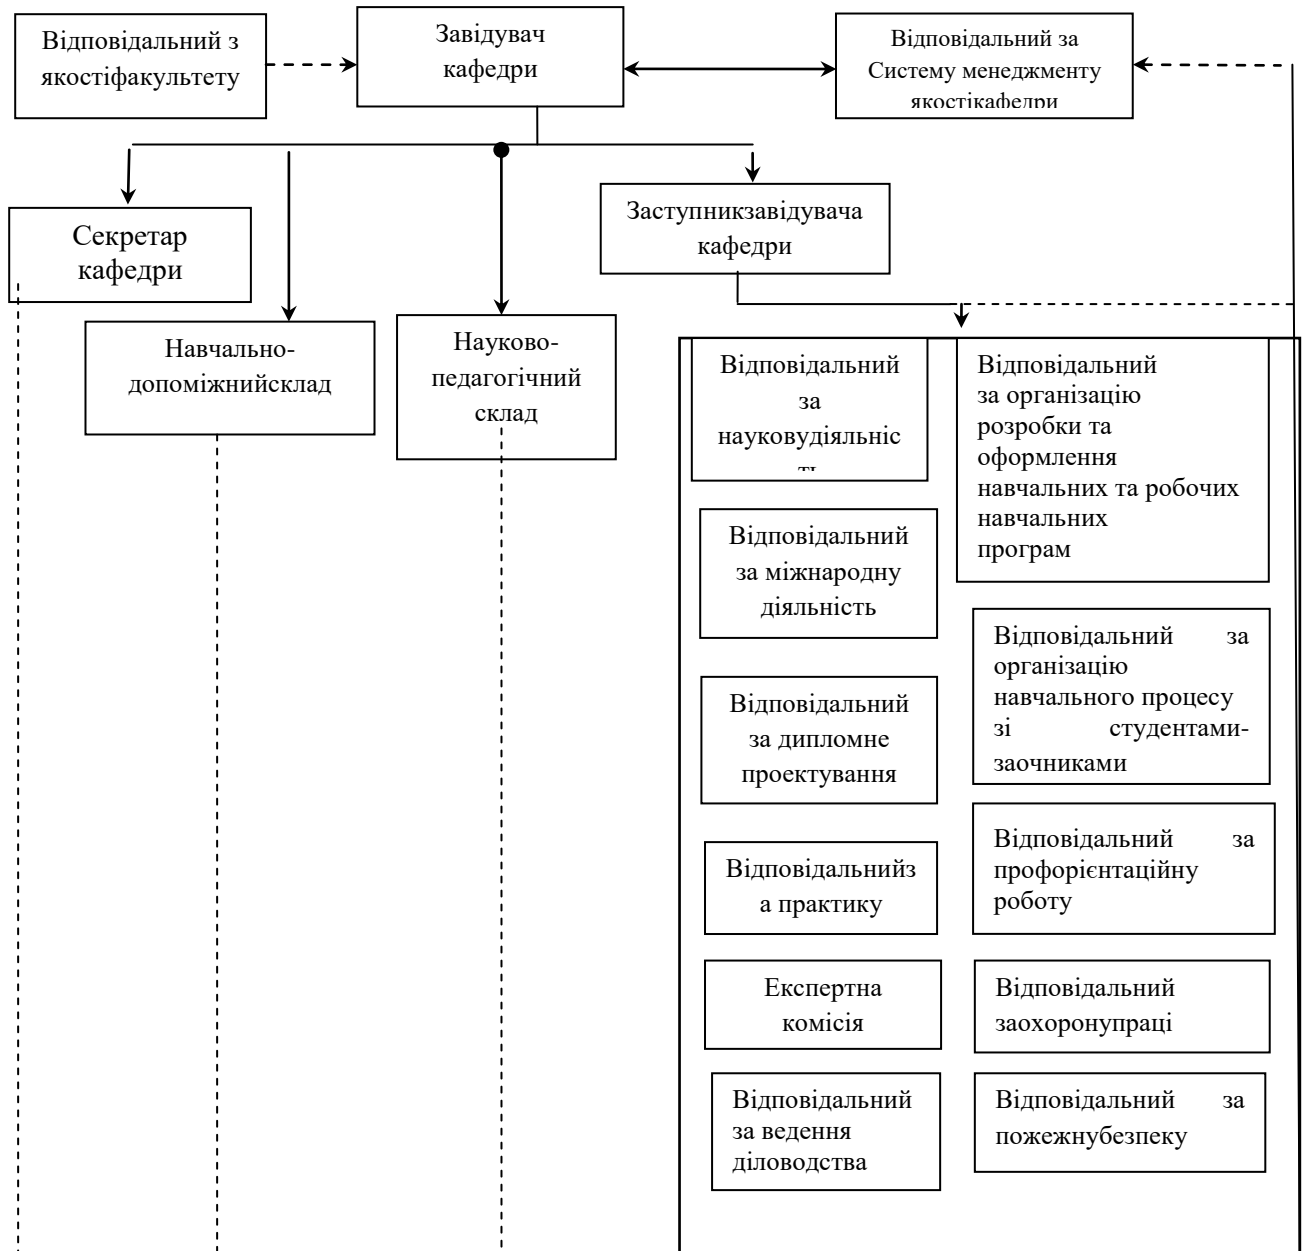 Відповідальний з
якостіфакультету
Завідувач
кафедри
Відповідальний за
Систему менеджменту
якостікафедри
Секретар
кафедри
Заступникзавідувача
кафедри
Навчально-
допоміжнийсклад
Науково-
педагогічний
склад
Відповідальний
за
науковудіяльніс
ть
Відповідальний
за організацію
розробки та
оформлення
навчальних та робочих
навчальних
програм
Відповідальний
за міжнародну
діяльність
Відповідальний за
організацію
навчального процесу
зі студентами-
заочниками
Відповідальний
за дипломне
проектування
Відповідальний за
профорієнтаційну
роботу
Відповідальнийз
а практику
Експертна
комісія
Відповідальний
заохоронупраці
Відповідальний
за ведення
діловодства
Відповідальний за
пожежнубезпеку